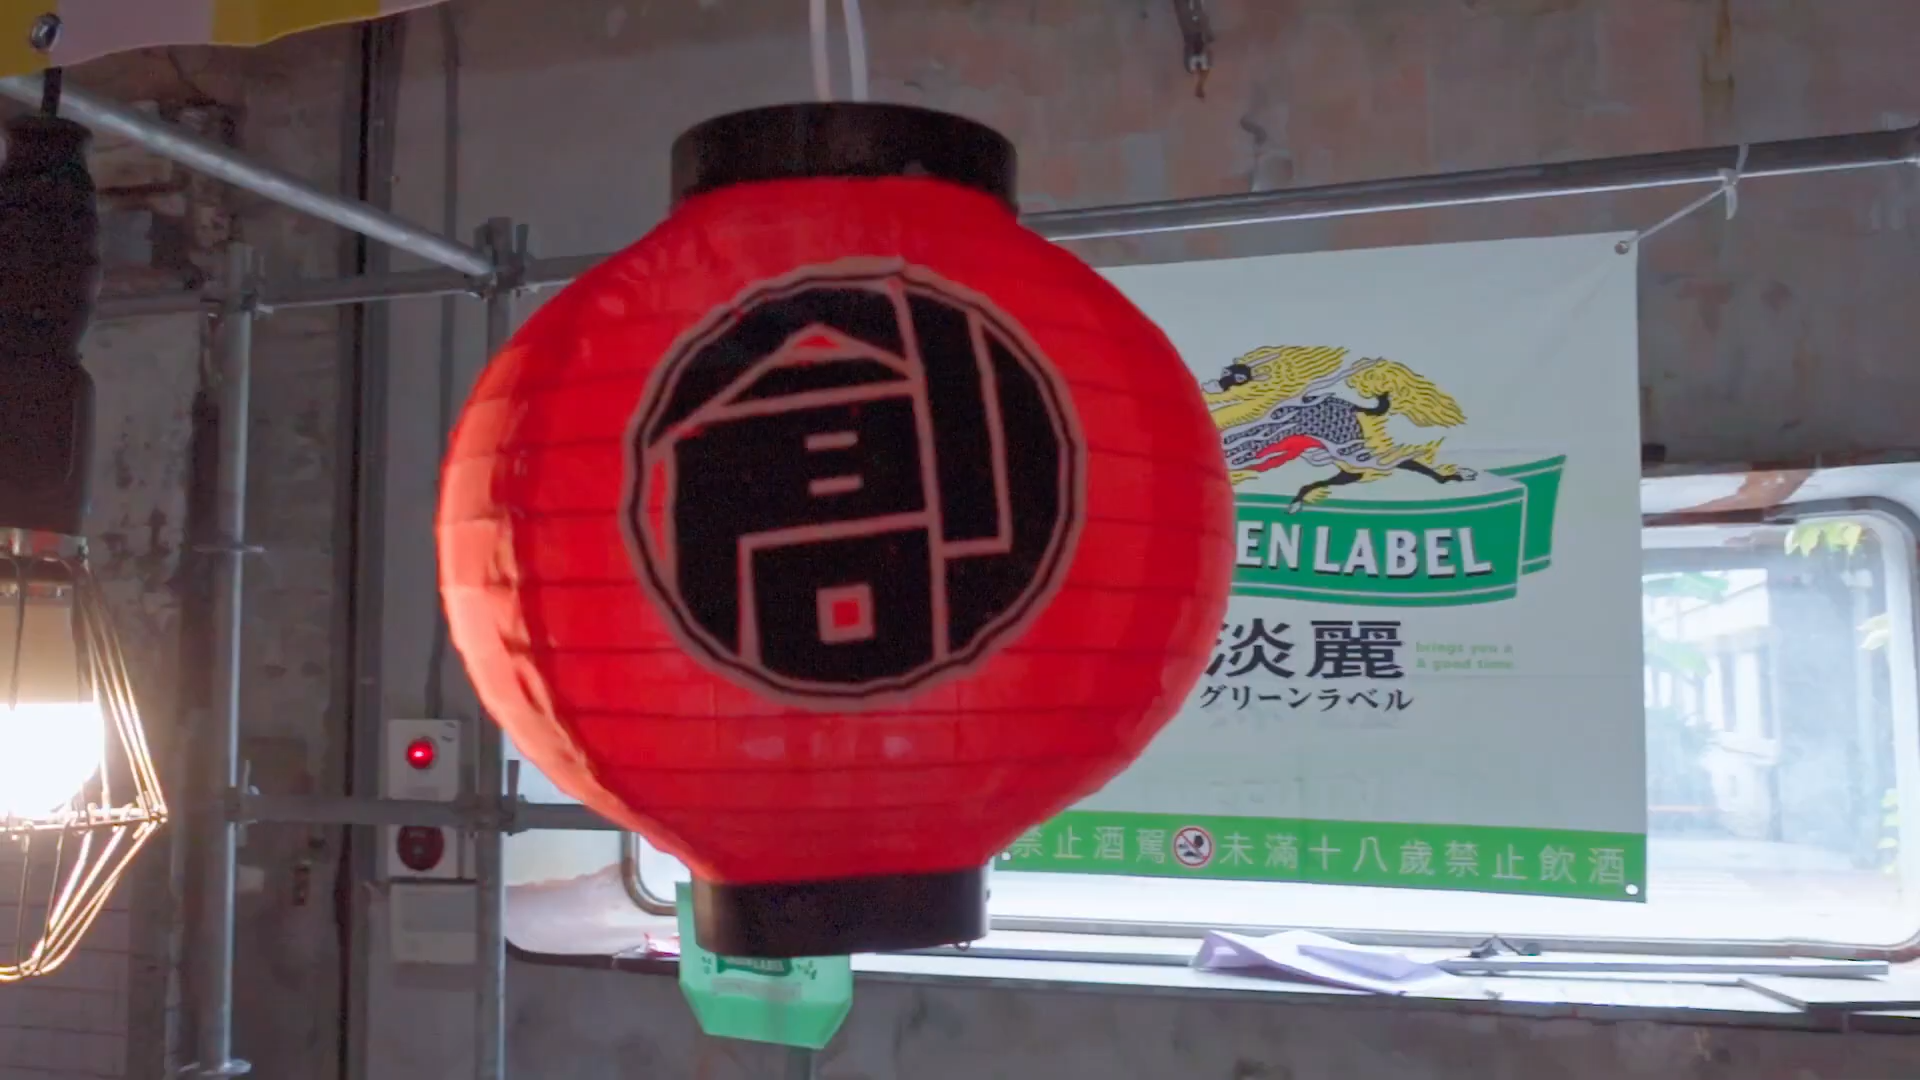 創
EN LABEL
淡麗
brings you a
& good time
グリーンラベル
禁止酒駕 未滿十八歲禁止飲酒